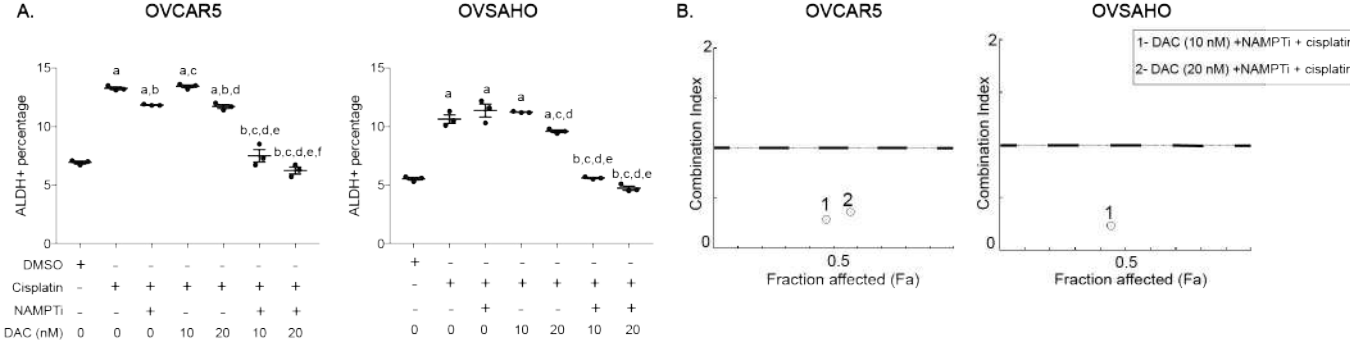 A.
OVCAR5
OVSAHO
B.
OVCAR5
OVSAHO
ALDH+ percentage
15
10
5
0
a
a,b
a,c
a,b,d
b,c,d,e
b,c,d,e,f
DMSO + - - - - - -
Cisplatin - + + + + + +
NAMPTi - - + - - + +
DAC (nM) 0 0 0 10 20 10 20
ALDH+ percentage
15
10
5
0
a
a
a
a,c,d
b,c,d,e
b,c,d,e
+ - - - - - -
- + + + + + +
- - + - - + +
0 0 0 10 20 10 20
Combination Index
2
0
1 2
0.5
Fraction affected (Fa)
Combination Index
2
0
1
0.5
Fraction affected (Fa)
1- DAC (10 nM) +NAMPTi + cisplatin
2- DAC (20 nM) +NAMPTi + cisplatin